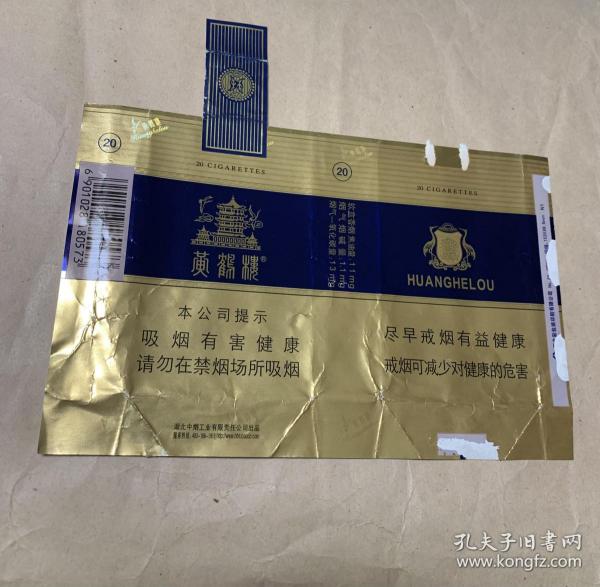 20
20 CIGARETTES
黄鹤楼®
本公司提示
吸烟有害健康
请勿在禁烟场所吸烟
湖北中烟工业有限责任公司出品
6 901028 180573
20
烟气烟碱量 1.1mg
烟气一氧化碳量 13mg
20 CIGARETTES
HUANGHELOU
尽早戒烟有益健康
戒烟可减少对健康的危害
孔夫子旧书网
www.kongfz.com